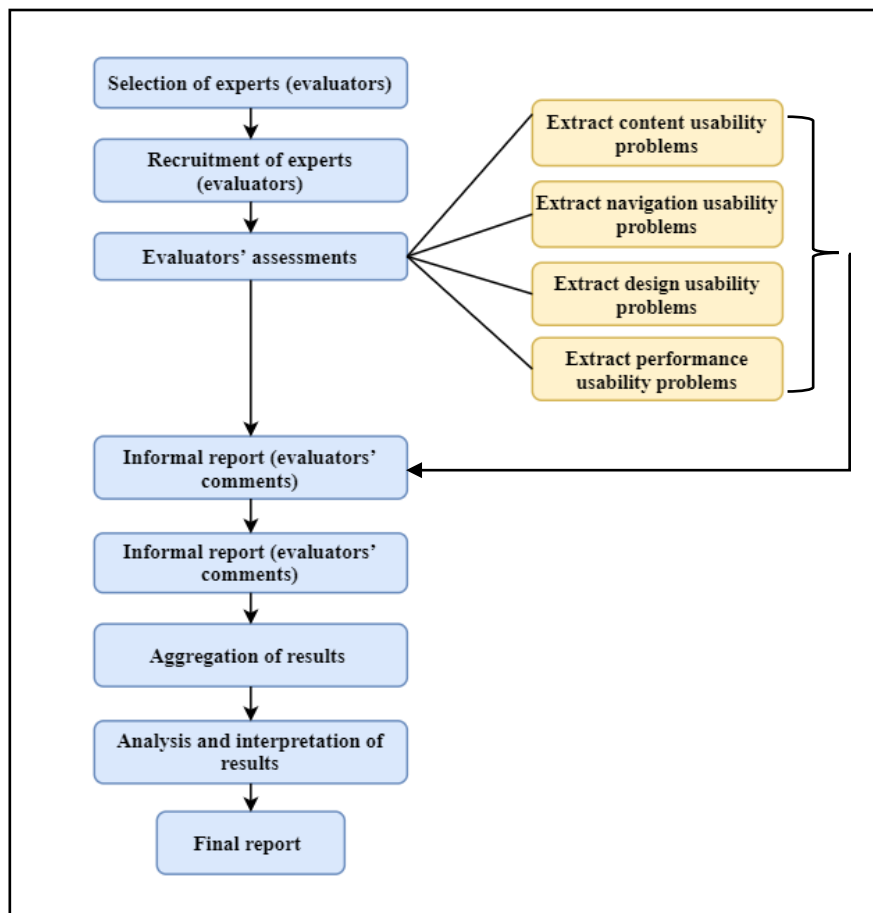 Selection of experts (evaluators)
Recruitment of experts
(evaluators)
Evaluators’ assessments
Extract content usability
problems
Extract navigation usability
problems
Extract design usability
problems
Extract performance
usability problems
Informal report (evaluators’
comments)
Informal report (evaluators’
comments)
Aggregation of results
Analysis and interpretation of
results
Final report